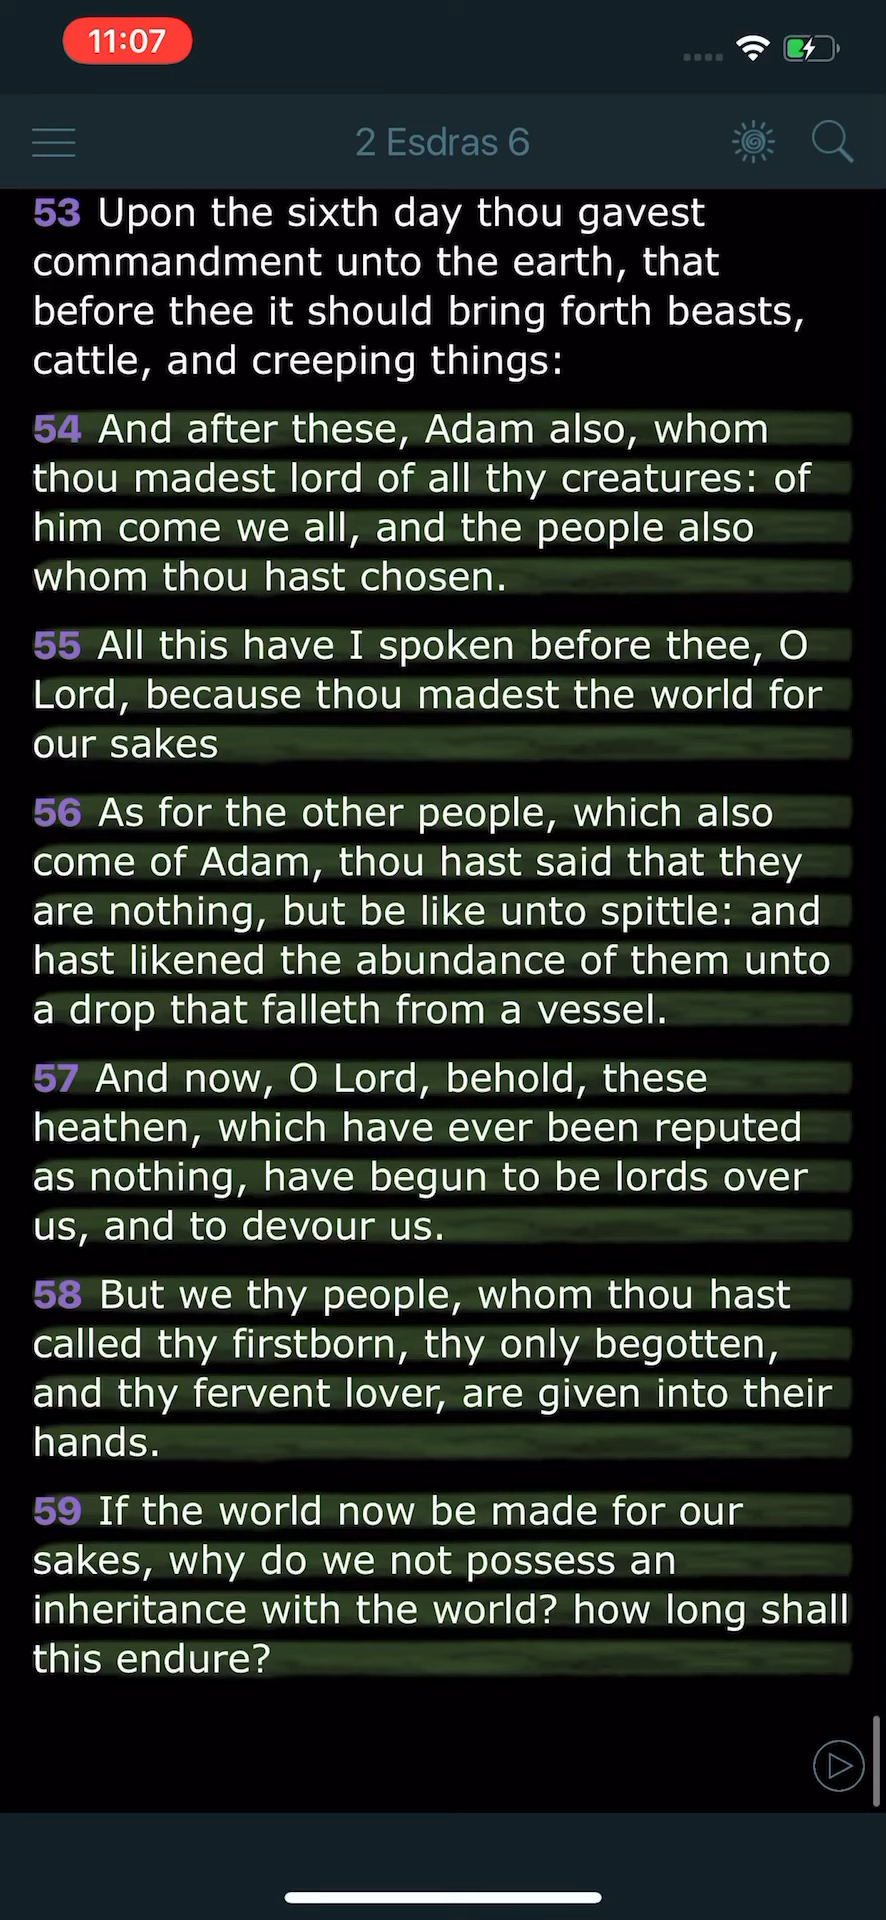 11:07
2 Esdras 6
53 Upon the sixth day thou gavest
commandment unto the earth, that
before thee it should bring forth beasts,
cattle, and creeping things:
54 And after these, Adam also, whom
thou madest lord of all thy creatures: of
him come we all, and the people also
whom thou hast chosen.
55 All this have I spoken before thee, O
Lord, because thou madest the world for
our sakes
56 As for the other people, which also
come of Adam, thou hast said that they
are nothing, but be like unto spittle: and
hast likened the abundance of them unto
a drop that falleth from a vessel.
57 And now, O Lord, behold, these
heathen, which have ever been reputed
as nothing, have begun to be lords over
us, and to devour us.
58 But we thy people, whom thou hast
called thy firstborn, thy only begotten,
and thy fervent lover, are given into their
hands.
59 If the world now be made for our
sakes, why do we not possess an
inheritance with the world? how long shall
this endure?